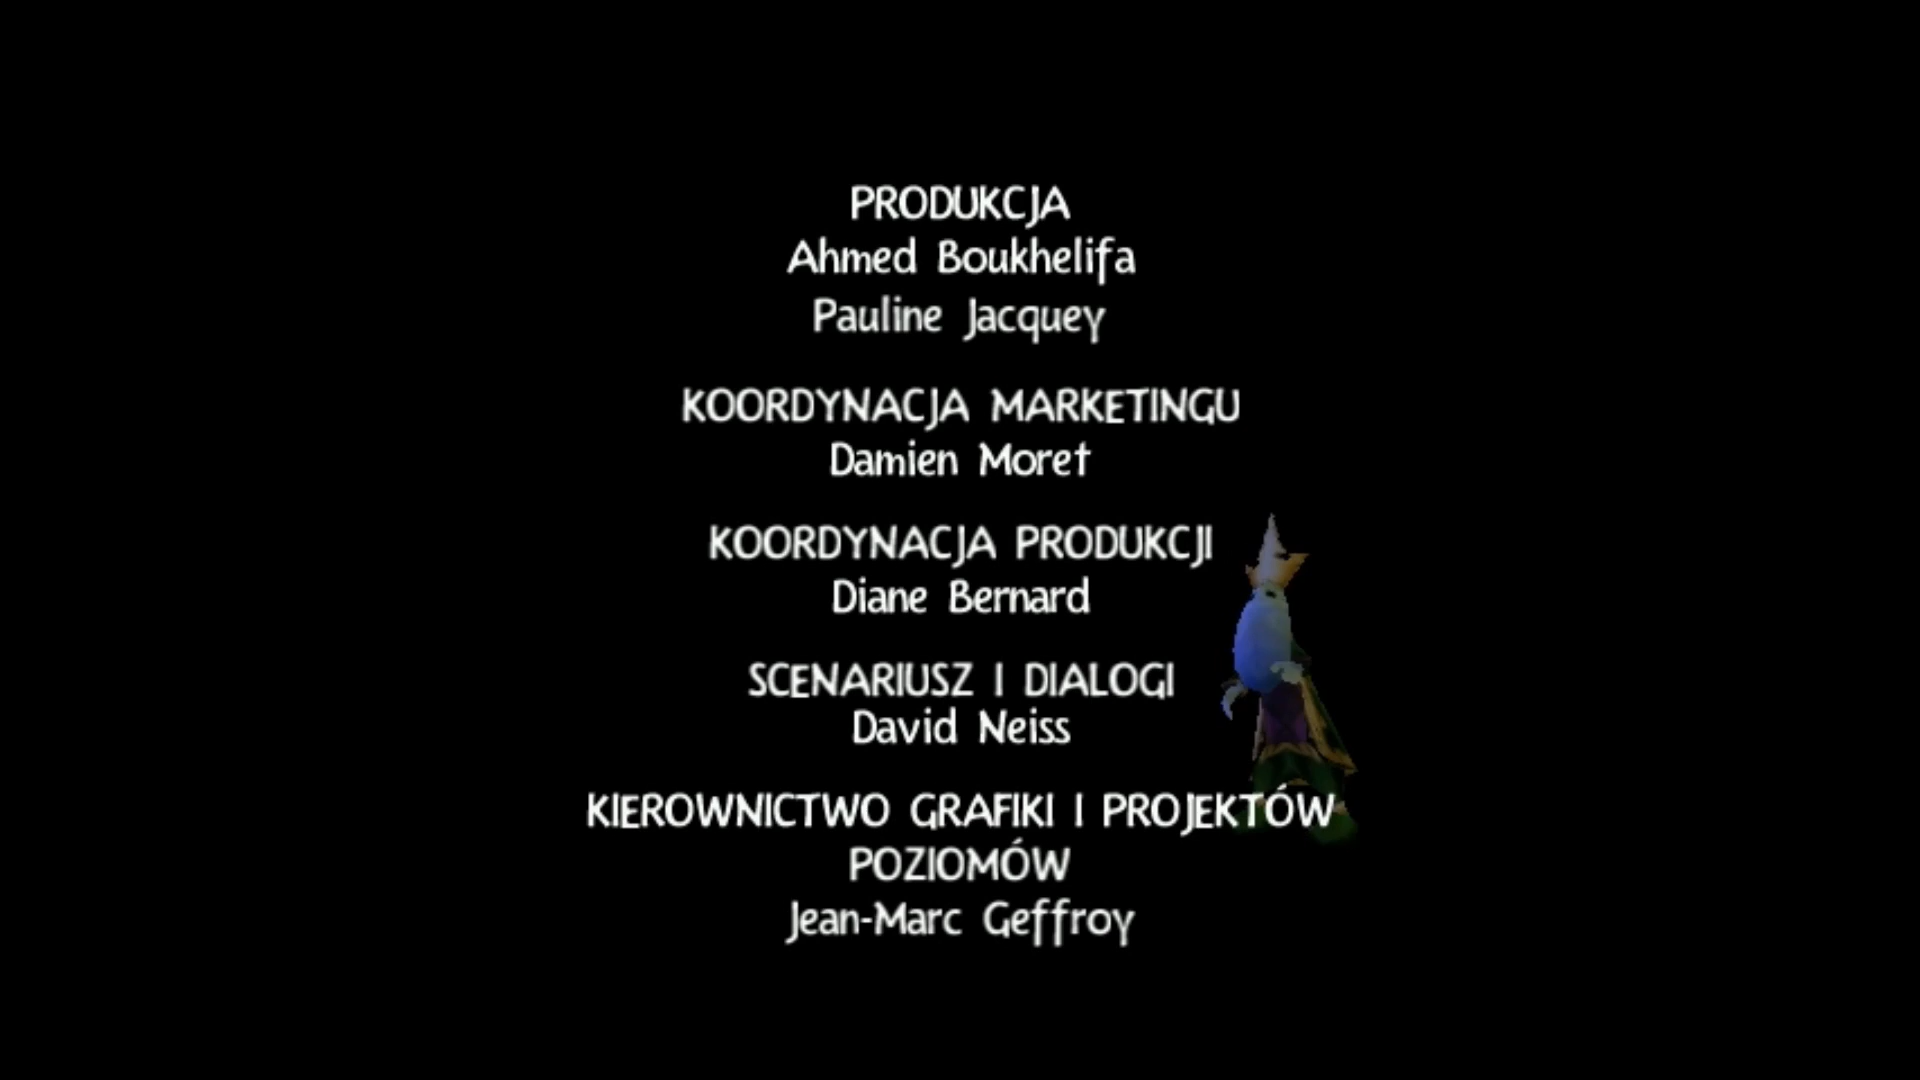 PRODUKCJA
Ahmed Boukhelifa
Pauline Jacquey
KOORDYNACJA MARKETINGU
Damien Moret
KOORDYNACJA PRODUKCJI
Diane Bernard
SCENARIUSZ I DIALOGI
David Neiss
KIEROWNICTWO GRAFIKI I PROJEKTÓW
POZIOMÓW
Jean-Marc Geffroy